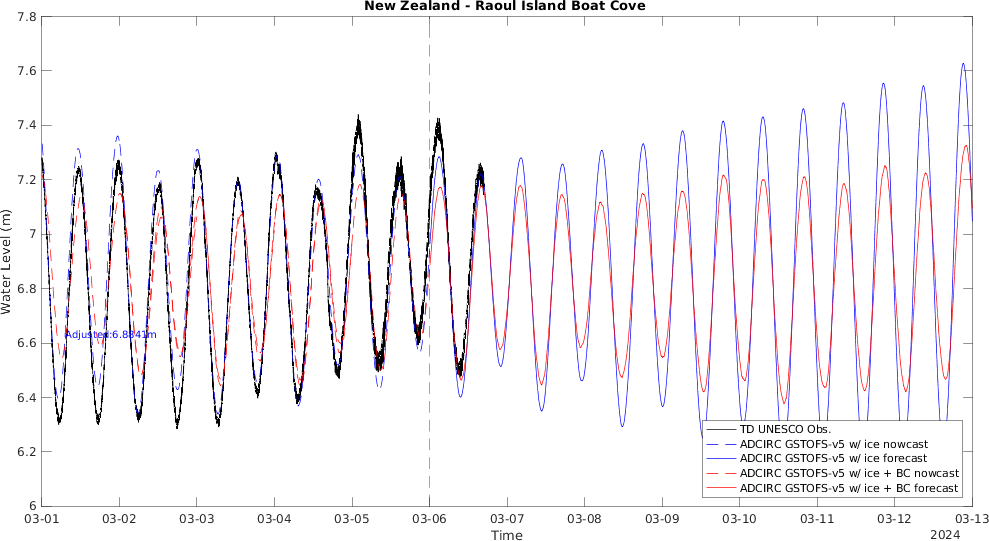 New Zealand - Raoul Island Boat Cove
7.8
7.6
7.4
7.2
7
6.8
6.6
6.4
6.2
6
Water Level (m)
Adjusted:6.8841m
TD UNESCO Obs.
ADCIRC GSTOFS-v5 w/ ice nowcast
ADCIRC GSTOFS-v5 w/ ice forecast
ADCIRC GSTOFS-v5 w/ ice + BC nowcast
ADCIRC GSTOFS-v5 w/ ice + BC forecast
03-01 03-02 03-03 03-04 03-05 03-06 03-07 03-08 03-09 03-10 03-11 03-12 03-13
Time
2024